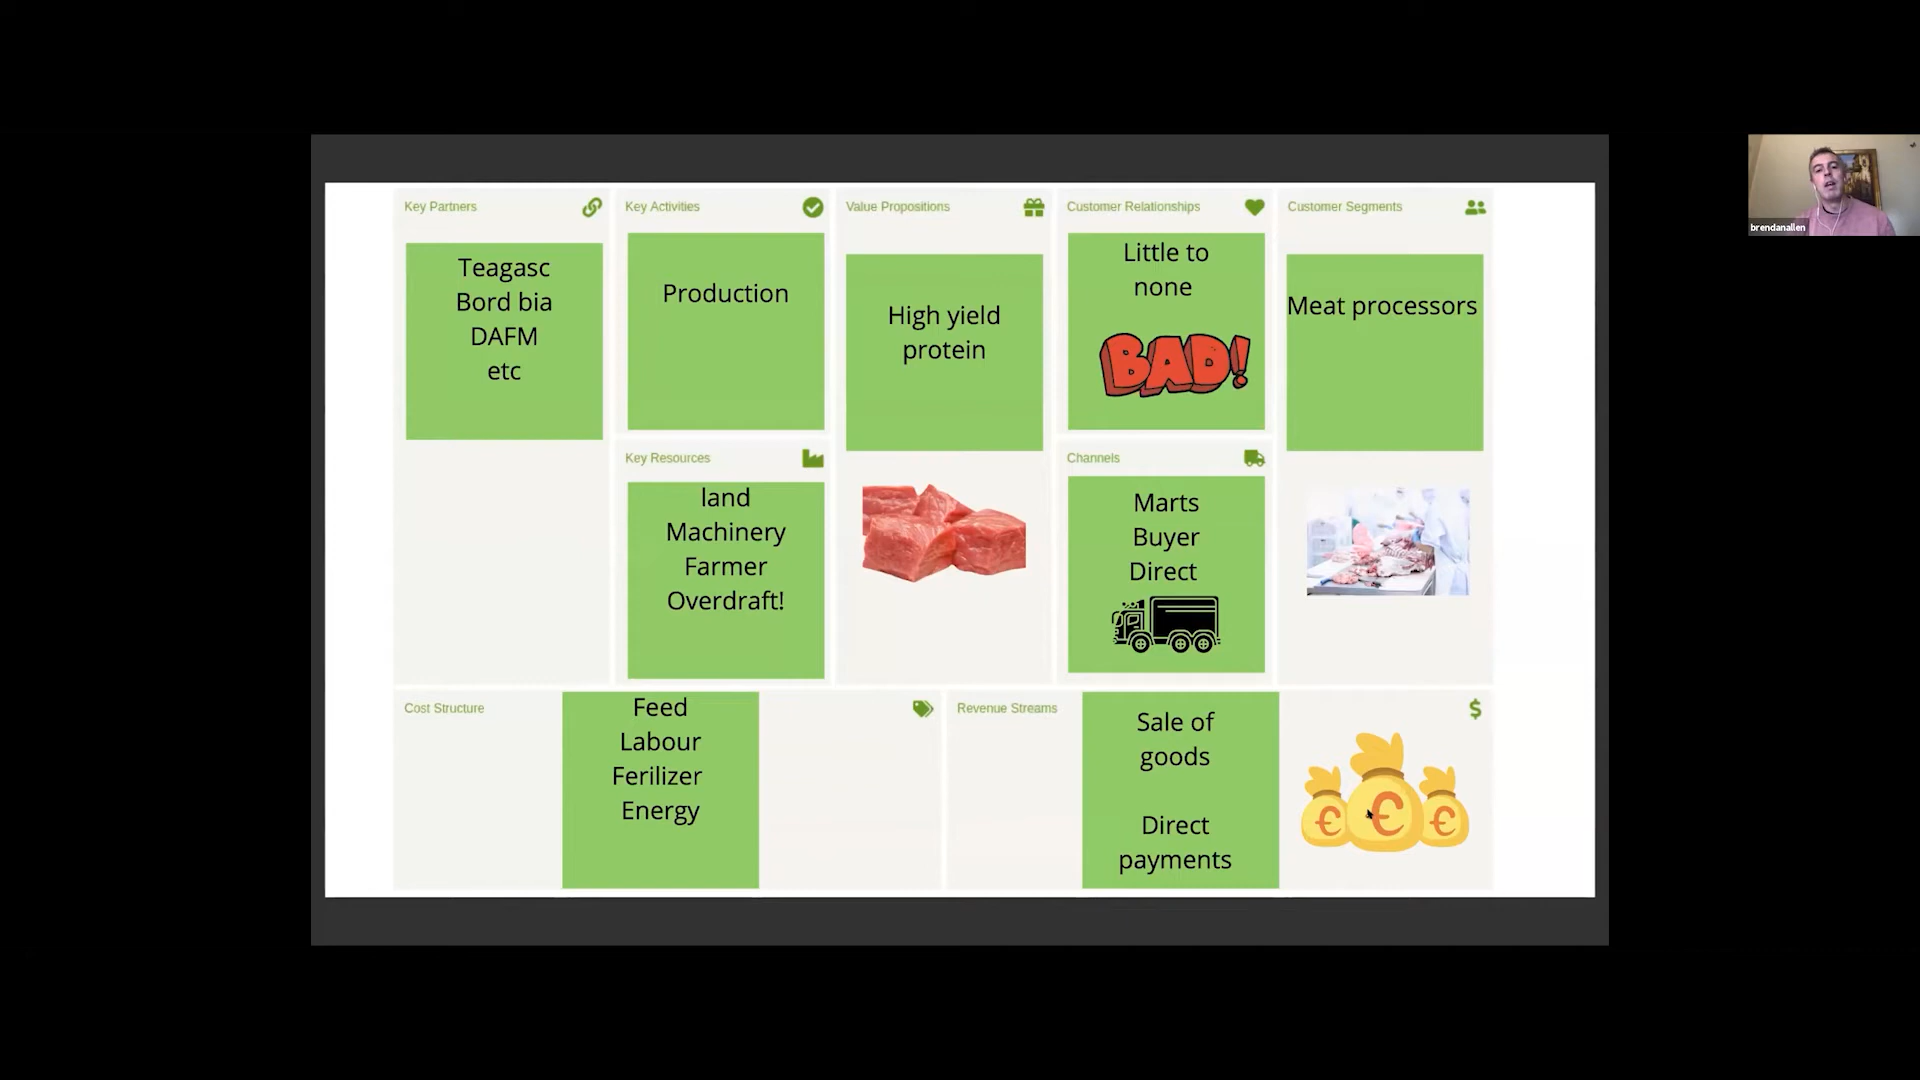 Key Partners
Teagasc
Bord bia
DAFM
etc
Key Activities
Production
Key Resources
land
Machinery
Farmer
Overdraft!
Value Propositions
High yield
protein
Customer Relationships
Little to
none
BAD!
Channels
Marts
Buyer
Direct
Customer Segments
Meat processors
Cost Structure
Feed
Labour
Ferilizer
Energy
Revenue Streams
Sale of
goods
Direct
payments
$
€ € €
brendanallen